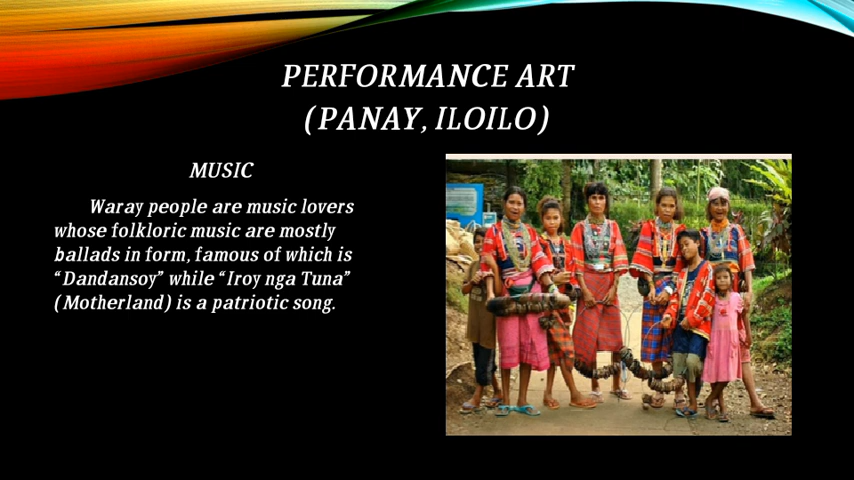 PERFORMANCE ART
(PANAY, ILOILO)
MUSIC
Waray people are music lovers
whose folkloric music are mostly
ballads in form, famous of which is
“Dandansoy” while “Iroy nga Tuna”
(Motherland) is a patriotic song.